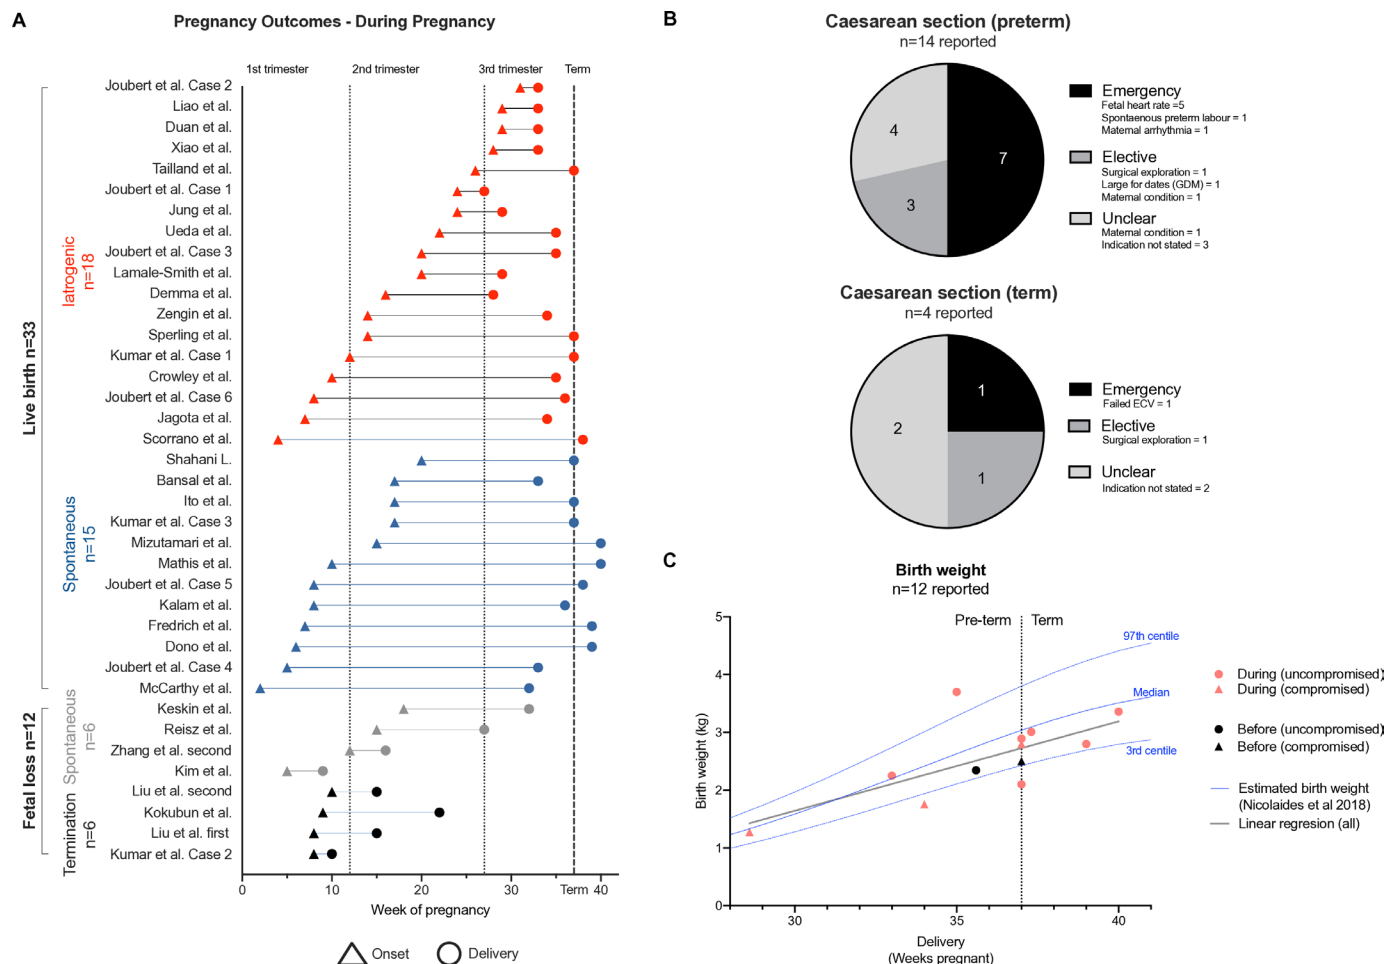 A
Pregnancy Outcomes - During Pregnancy
1st trimester
2nd trimester
3rd trimester
Term
Live birth n=33
Iatrogenic
n=18
Joubert et al. Case 2
Liao et al.
Duan et al.
Xiao et al.
Tailland et al.
Joubert et al. Case 1
Jung et al.
Ueda et al.
Joubert et al. Case 3
Lamale-Smith et al.
Demma et al.
Zengin et al.
Sperling et al.
Kumar et al. Case 1
Crowley et al.
Joubert et al. Case 6
Jagota et al.
Scorrano et al.
Spontaneous
n=15
Shahani L.
Bansal et al.
Ito et al.
Kumar et al. Case 3
Mizutamari et al.
Mathis et al.
Joubert et al. Case 5
Kalam et al.
Fredrich et al.
Dono et al.
Joubert et al. Case 4
McCarthy et al.
Fetal loss n=12
Spontaneous
n=6
Keskin et al.
Reisz et al.
Zhang et al. second
Kim et al.
Termination
n=6
Liu et al. second
Kokubun et al.
Liu et al. first
Kumar et al. Case 2
0
10
20
30
Term
40
Week of pregnancy
Onset
Delivery
B
Caesarean section (preterm)
n=14 reported
4
7
3
Emergency
Fetal heart rate =5
Spontaenous preterm labour = 1
Maternal arrhythmia = 1
Elective
Surgical exploration = 1
Large for dates (GDM) = 1
Maternal condition = 1
Unclear
Maternal condition = 1
Indication not stated = 3
Caesarean section (term)
n=4 reported
1
2
1
Emergency
Failed ECV = 1
Elective
Surgical exploration = 1
Unclear
Indication not stated = 2
C
Birth weight
n=12 reported
Pre-term
Term
97th centile
Median
3rd centile
5
4
3
2
1
0
Birth weight (kg)
30
35
40
Delivery
(Weeks pregnant)
During (uncompromised)
During (compromised)
Before (uncompromised)
Before (compromised)
Estimated birth weight
(Nicolaides et al 2018)
Linear regresion (all)